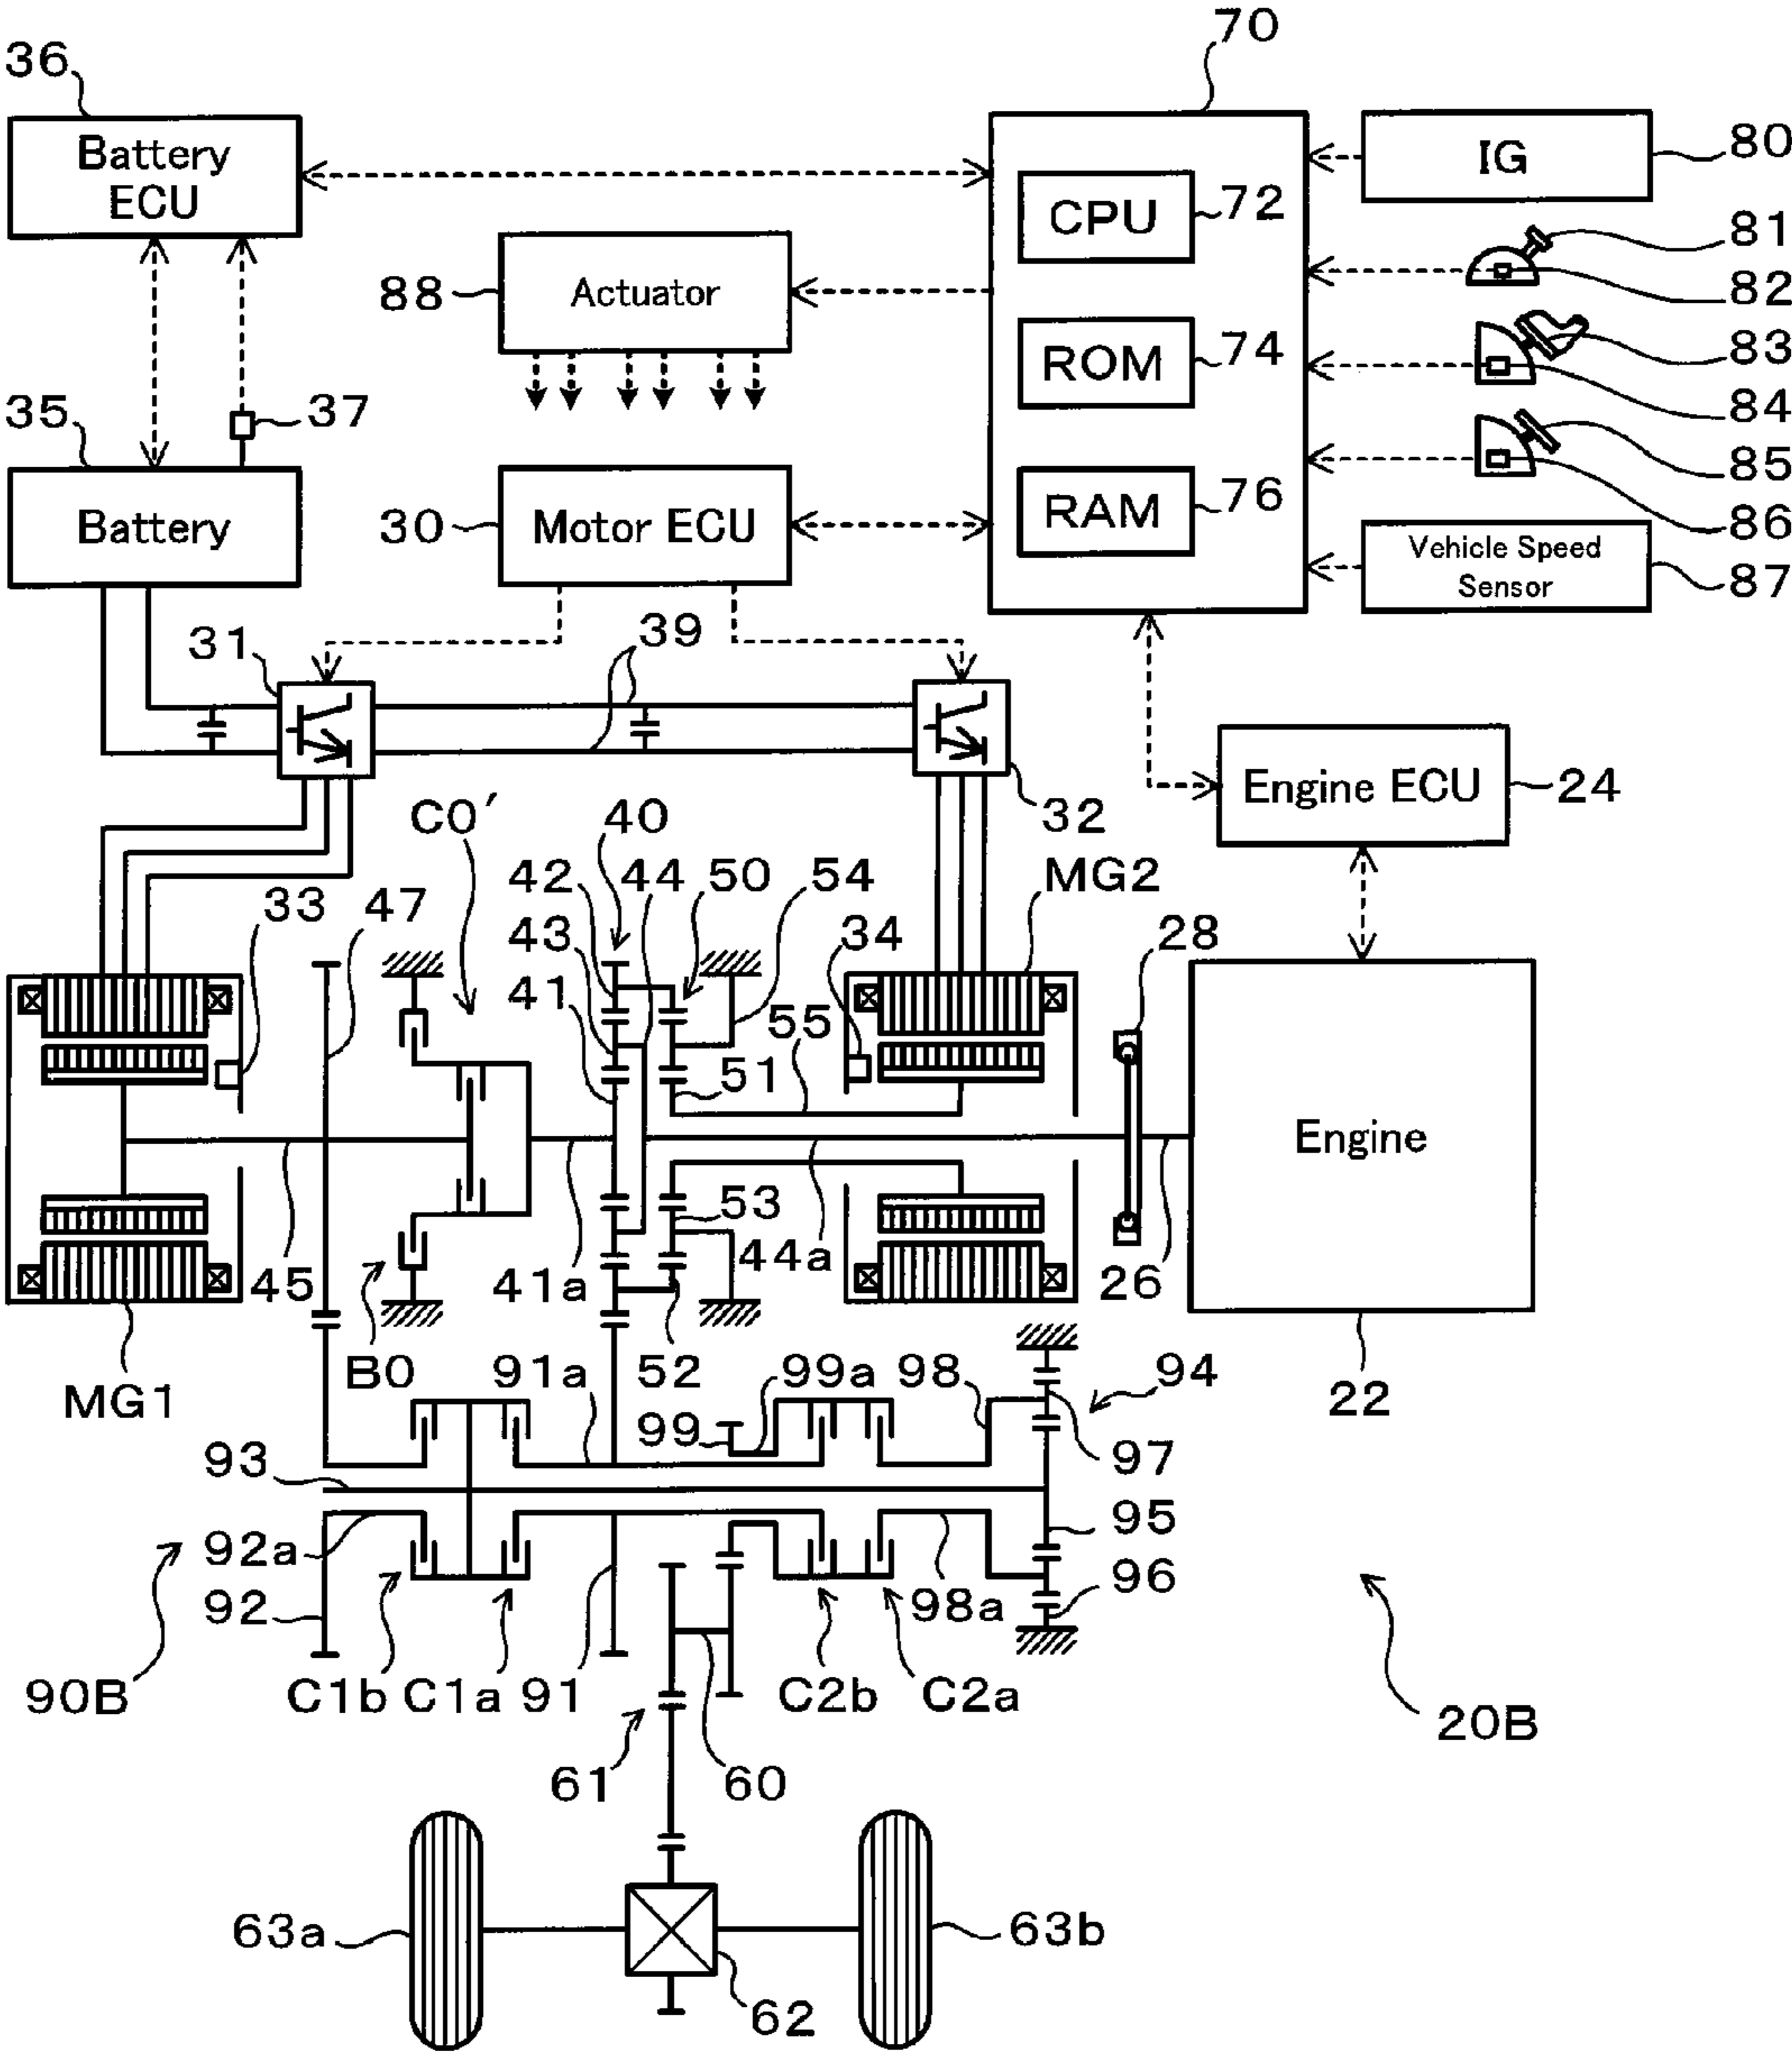 70
36
Battery
ECU
IG
80
CPU
72
81
82
88
Actuator
ROM
74
83
84
35
37
85
Battery
30
Motor ECU
RAM
76
86
Vehicle Speed
Sensor
87
31
39
32
Engine ECU
24
C0′
40
MG2
42
44
50
54
33
47
43
34
28
41
55
51
Engine
53
44a
45
41a
26
MG1
B0
91a
52
99a
98
94
22
99
97
93
92a
95
92
98a
96
90B
C1b
C1a
91
C2b
C2a
20B
61
60
63a
63b
62